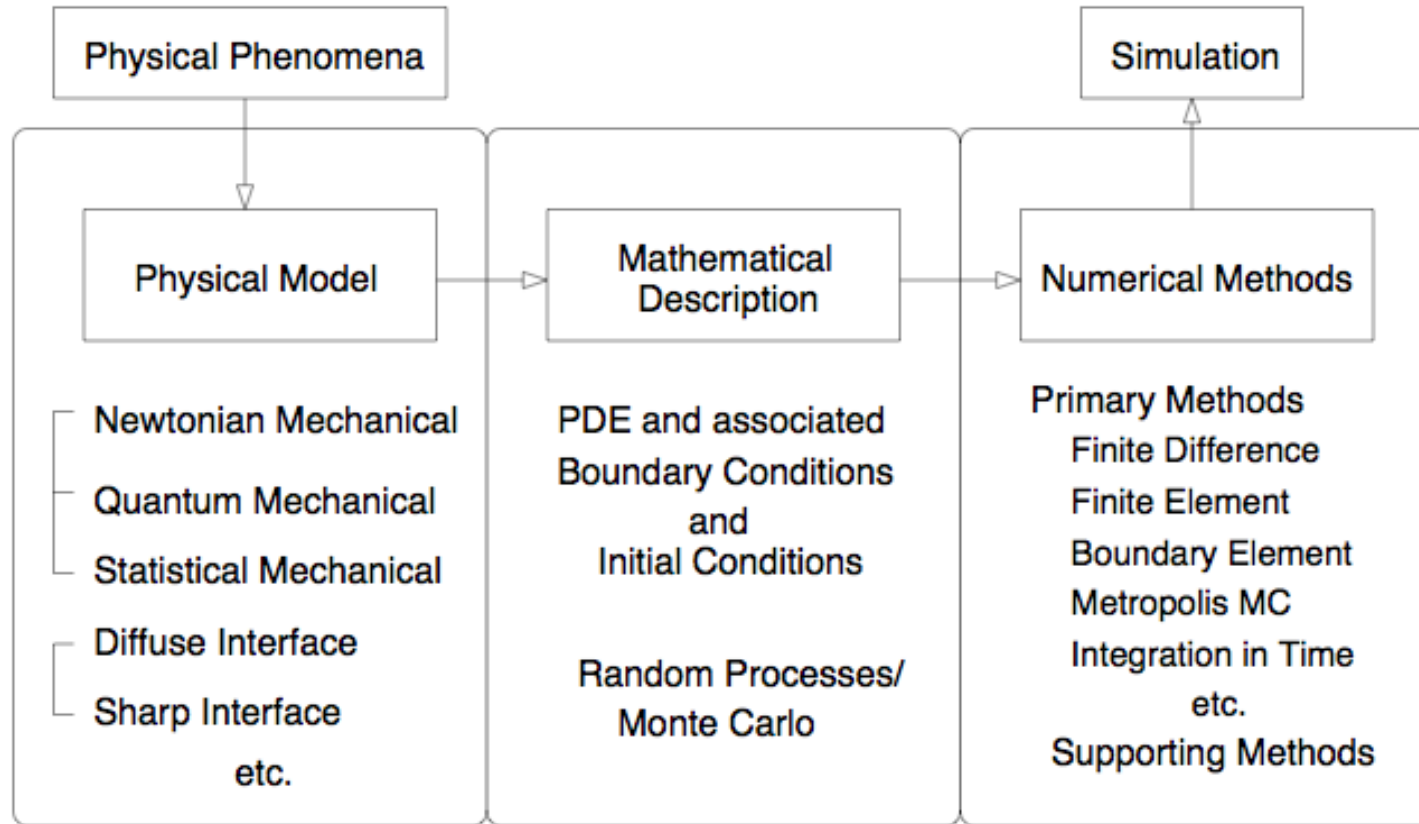 Physical Phenomena
Simulation
Physical Model
Mathematical
Description
Numerical Methods
Newtonian Mechanical
Quantum Mechanical
Statistical Mechanical
Diffuse Interface
Sharp Interface
etc.
PDE and associated
Boundary Conditions
and
Initial Conditions
Random Processes/
Monte Carlo
Primary Methods
Finite Difference
Finite Element
Boundary Element
Metropolis MC
Integration in Time
etc.
Supporting Methods